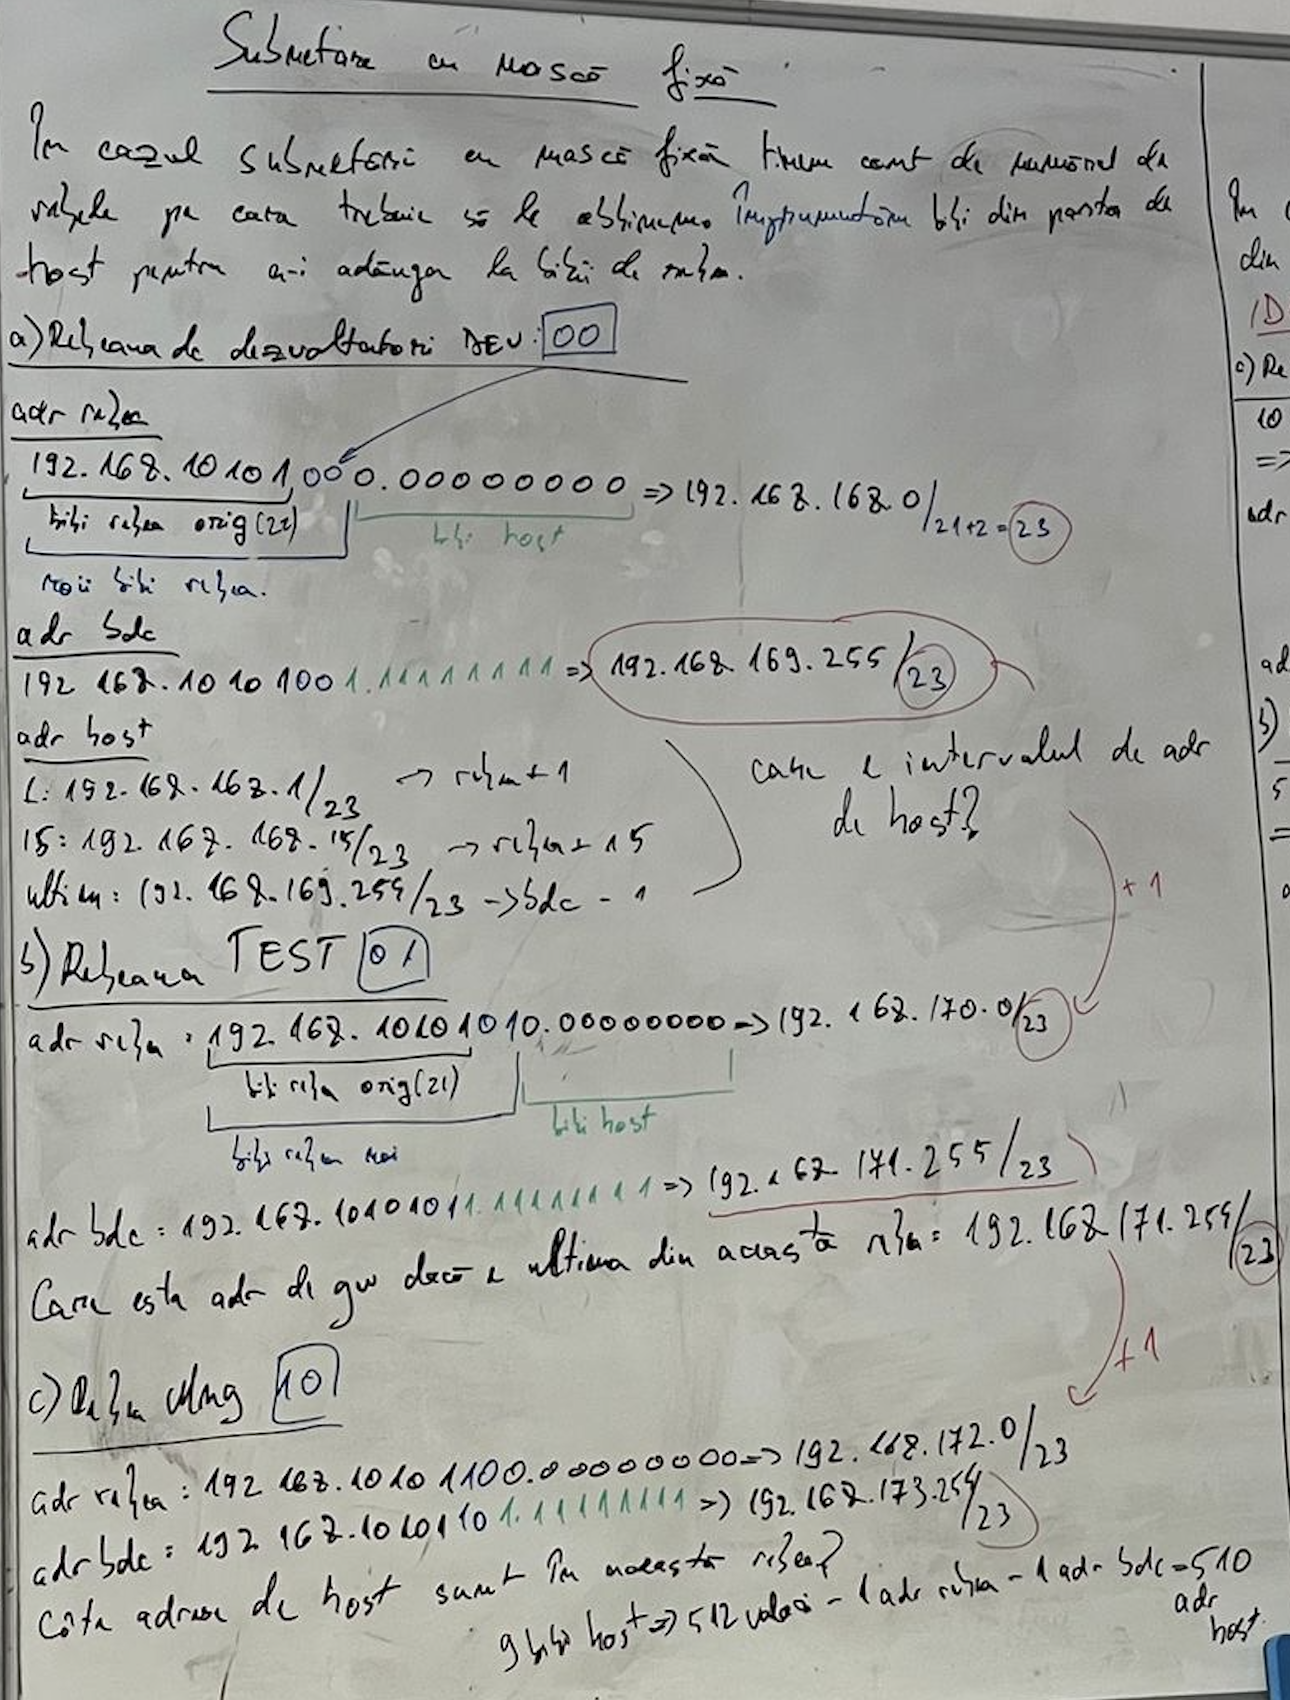 Subnetare cu mască fixă
În cazul subnetării cu mască fixă ținem cont de numărul de
rețele pe care trebuie să le obținem. Împrumutăm biți din partea de
host pentru a-i adăuga la biții de rețea.
a) Rețeaua de dezvoltatori DEV: 00
adr rețea
192.168.10101000.00000000 => 192.168.168.0/21+2=23
biți rețea orig (21)
biți host
noii biți rețea.
adr bdc
192 168.10101001.11111111 => 192.168.169.255/23
adr host
1: 192.168.168.1/23 -> rețea+1
care e intervalul de adr
de host?
15: 192.168.168.15/23 -> rețea+15
ultim: 192.168.169.254/23 -> bdc - 1
+1
b) Rețeaua TEST 01
adr rețea: 192.168.10101010.00000000 => 192.168.170.0/23
biți rețea orig (21)
biți host
biți rețea noi
adr bdc = 192.168.10101011.11111111 => 192.168.171.255/23
Care este adr de gw dacă e ultima din această rețea = 192.168.171.254/23
+1
c) Rețea Mng 10
adr rețea: 192 168.10101100.00000000 => 192.168.172.0/23
adr bdc = 192 168.10101101.11111111 => 192.168.173.254/23
Câte adrese de host sunt în această rețea?
9 biți host => 512 valori - 1 adr rețea - 1 adr bdc = 510
adr
host.
În
din
ID
c) Re
10
=>
adr
ad
b)
5
=